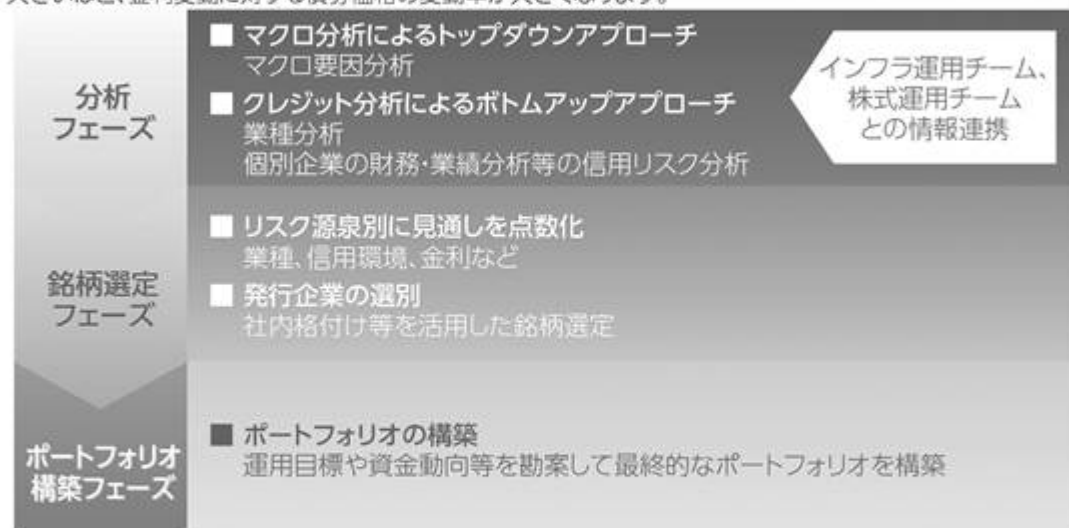 分析
フェーズ
■ マクロ分析によるトップダウンアプローチ
マクロ要因分析
■ クレジット分析によるボトムアップアプローチ
業種分析
個別企業の財務・業績分析等の信用リスク分析
インフラ運用チーム、
株式運用チーム
との情報連携
銘柄選定
フェーズ
■ リスク源泉別に見通しを点数化
業種、信用環境、金利など
■ 発行企業の選別
社内格付け等を活用した銘柄選定
ポートフォリオ
構築フェーズ
■ ポートフォリオの構築
運用目標や資金動向等を勘案して最終的なポートフォリオを構築